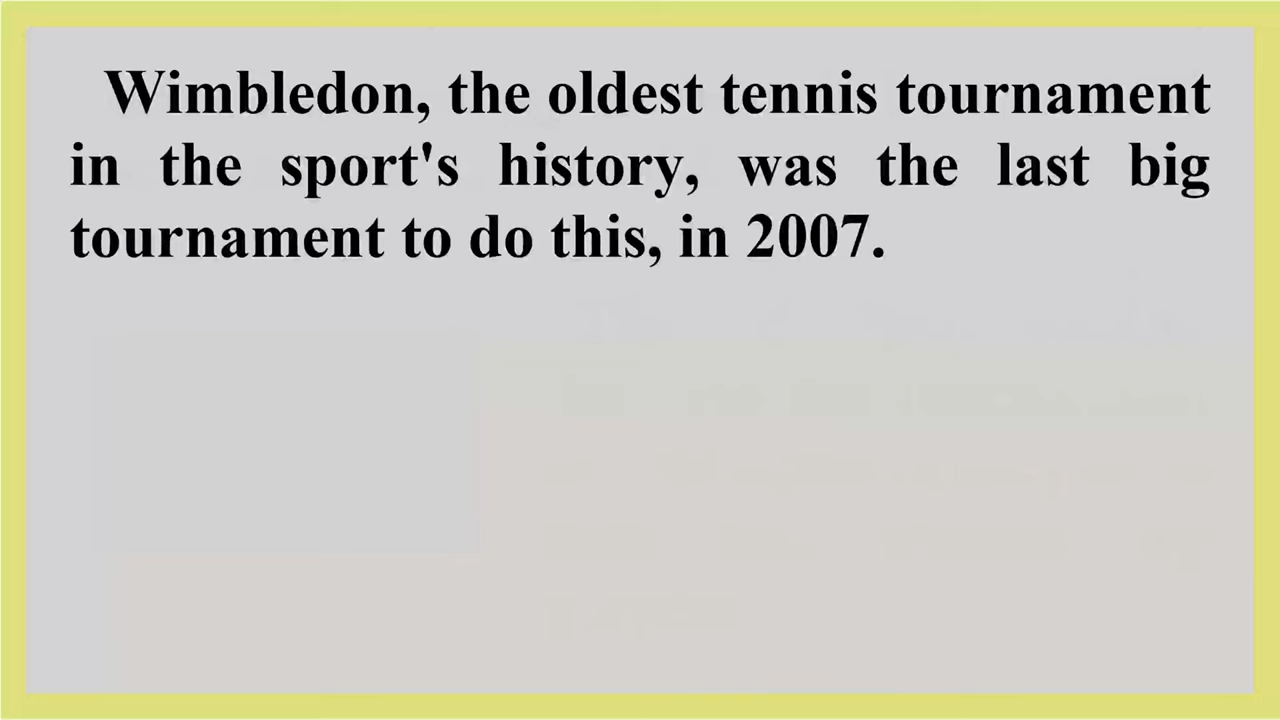 Wimbledon, the oldest tennis tournament
in the sport's history, was the last big
tournament to do this, in 2007.